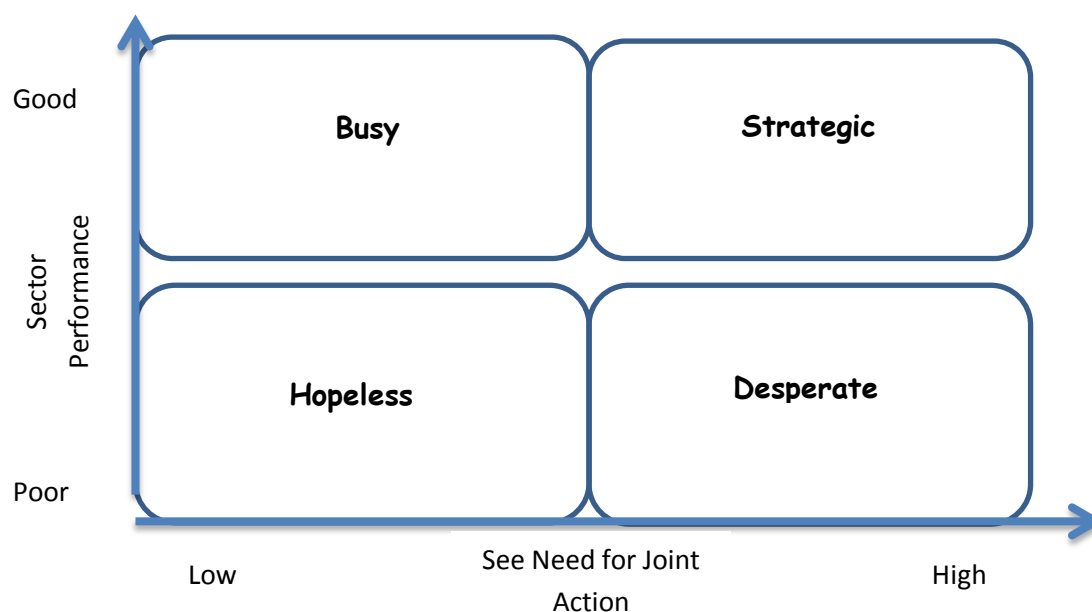 Good
Busy
Strategic
Sector
Performance
Hopeless
Desperate
Poor
Low
See Need for Joint
Action
High